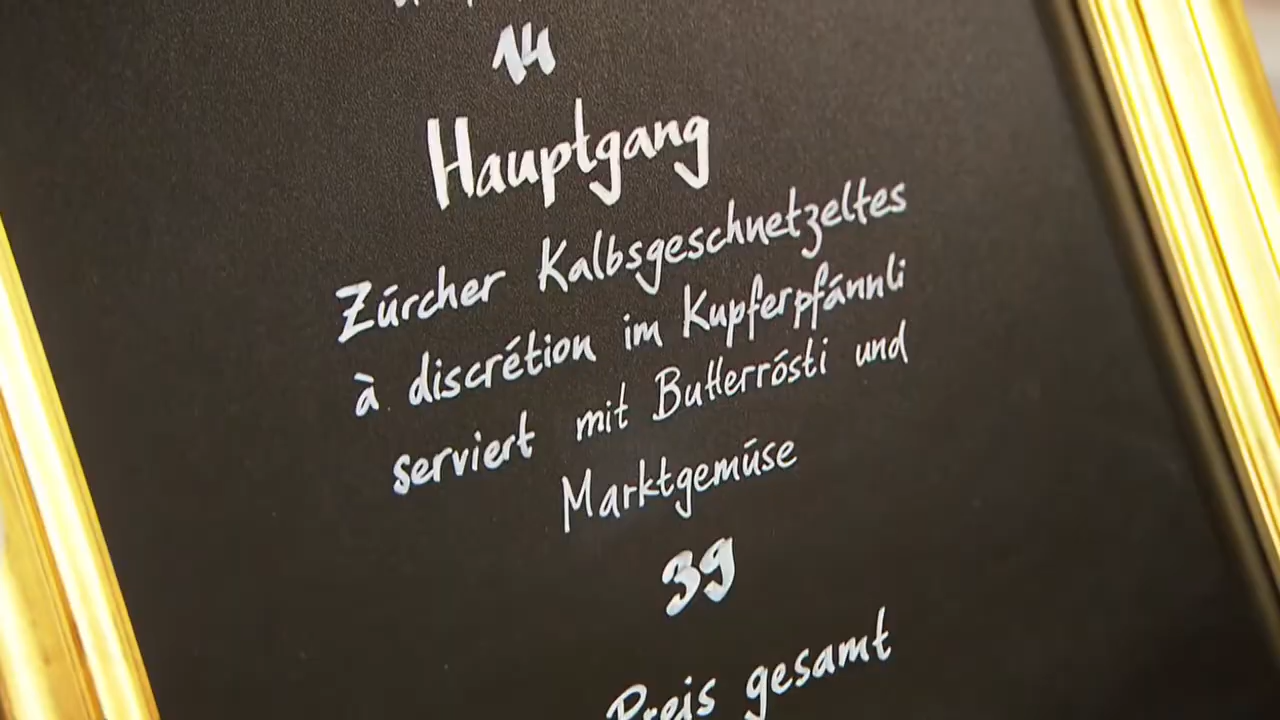 14
Hauptgang
Zürcher Kalbsgeschnetzeltes
à discrétion im Kupferpfännli
serviert mit Butterrösti und
Marktgemüse
39
Preis gesamt